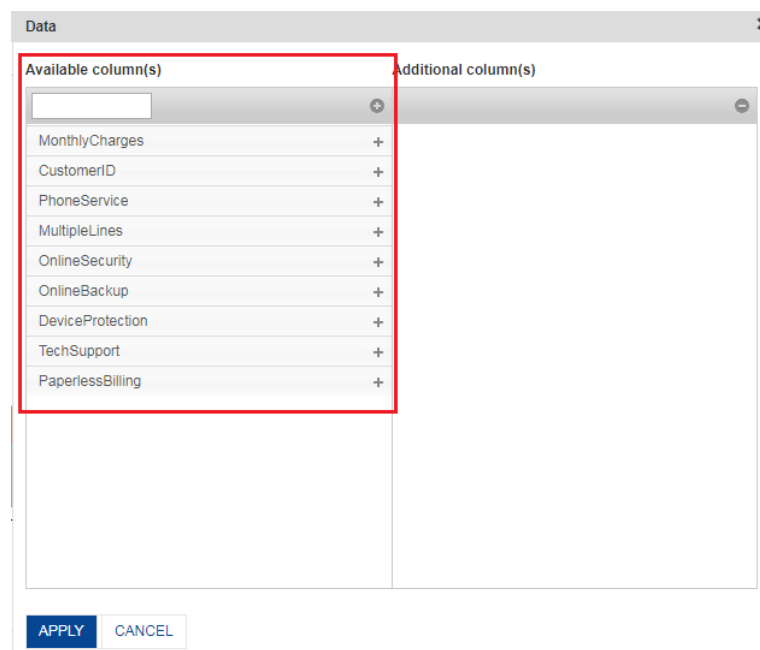 Data
Available column(s)
Additional column(s)
MonthlyCharges
CustomerID
PhoneService
MultipleLines
OnlineSecurity
OnlineBackup
DeviceProtection
TechSupport
PaperlessBilling
APPLY
CANCEL